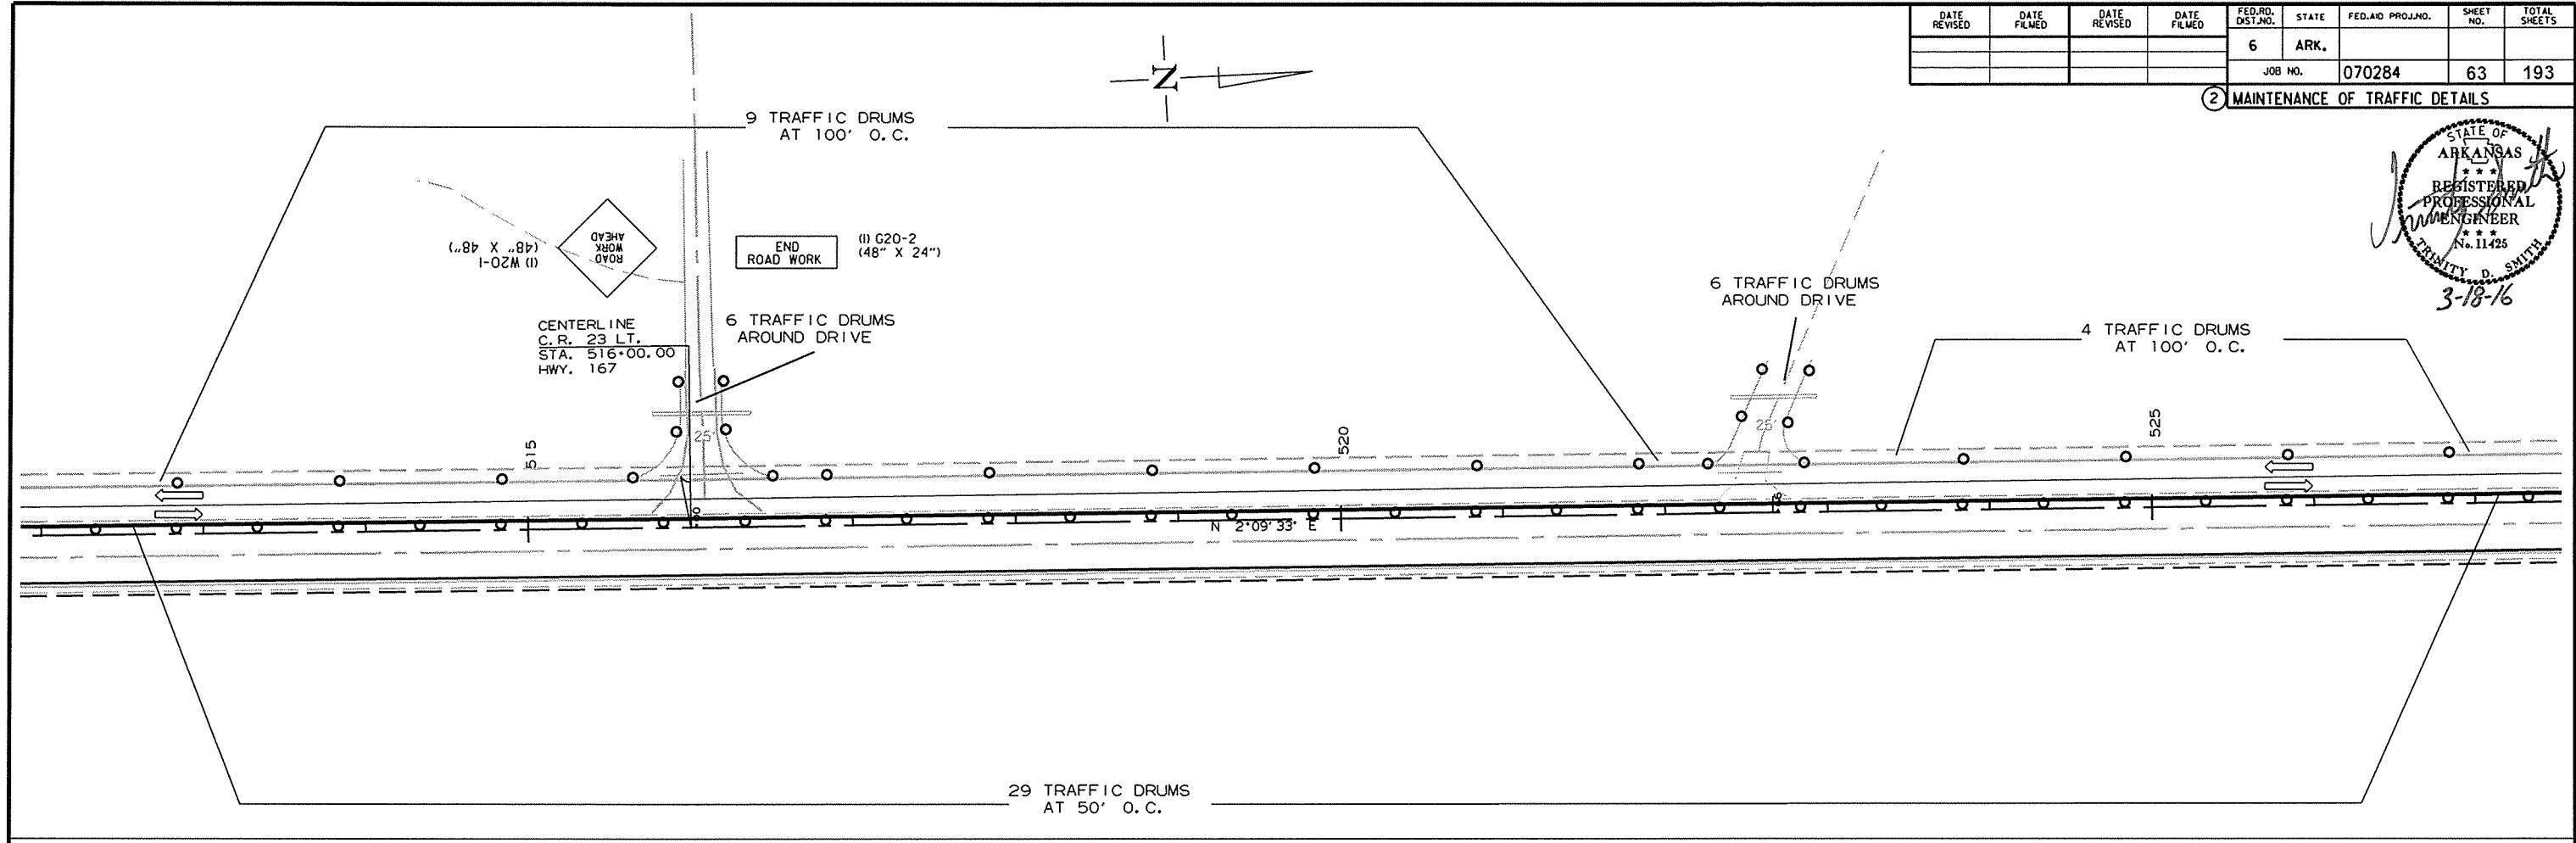 DATE REVISED
DATE FILMED
DATE REVISED
DATE FILMED
FED.RD. DIST.NO.
STATE
FED.AID PROJ.NO.
SHEET NO.
TOTAL SHEETS
6
ARK.
JOB NO.
070284
63
193
2
MAINTENANCE OF TRAFFIC DETAILS
STATE OF
ARKANSAS
★ ★ ★
REGISTERED
PROFESSIONAL
ENGINEER
★ ★ ★
No. 11425
TRINITY D. SMITH
3-18-16
N
9 TRAFFIC DRUMS
AT 100' O.C.
ROAD
WORK
AHEAD
(1) W20-1
(48" X 48")
END
ROAD WORK
(1) G20-2
(48" X 24")
CENTERLINE
C.R. 23 LT.
STA. 516+00.00
HWY. 167
6 TRAFFIC DRUMS
AROUND DRIVE
6 TRAFFIC DRUMS
AROUND DRIVE
4 TRAFFIC DRUMS
AT 100' O.C.
25'
25'
515
520
525
N 2°09'33" E
29 TRAFFIC DRUMS
AT 50' O.C.